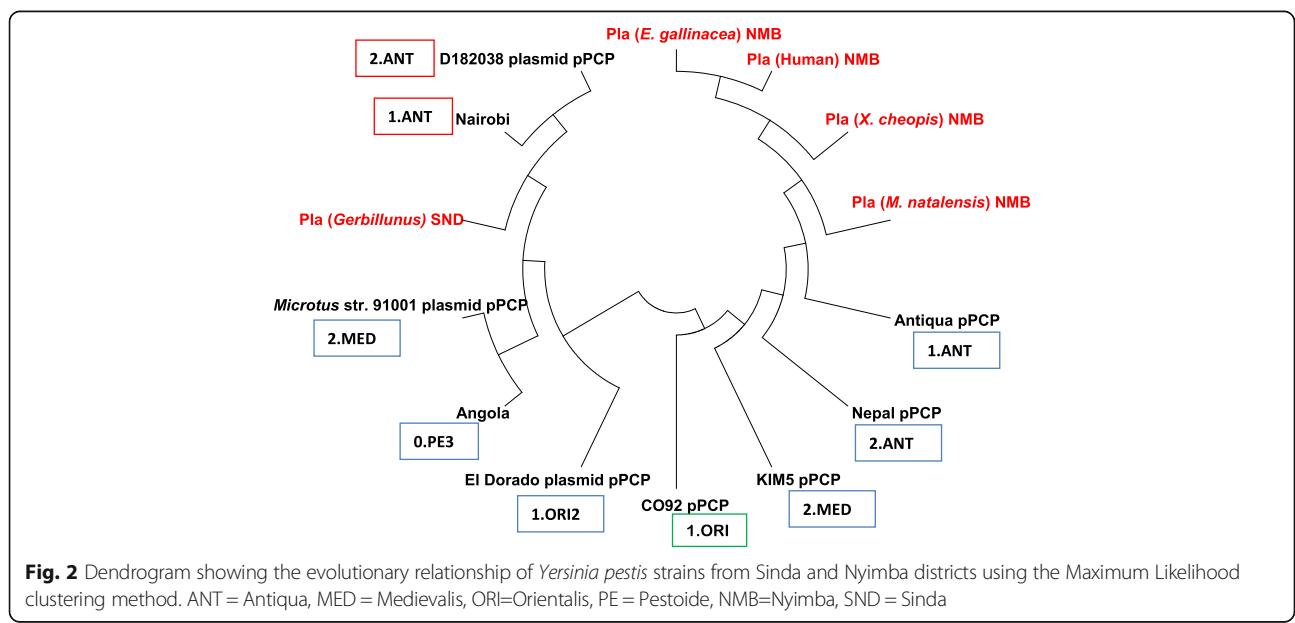 Pla (E. gallinacea) NMB
2.ANT
D182038 plasmid pPCP
Pla (Human) NMB
1.ANT
Nairobi
Pla (X. cheopis) NMB
Pla (M. natalensis) NMB
Pla (Gerbillunus) SND
Microtus str. 91001 plasmid pPCP
2.MED
Antiqua pPCP
1.ANT
Angola
0.PE3
Nepal pPCP
2.ANT
El Dorado plasmid pPCP
1.ORI2
CO92 pPCP
1.ORI
KIM5 pPCP
2.MED
Fig. 2 Dendrogram showing the evolutionary relationship of Yersinia pestis strains from Sinda and Nyimba districts using the Maximum Likelihood
clustering method. ANT = Antiqua, MED = Medievalis, ORI=Orientalis, PE = Pestoide, NMB=Nyimba, SND = Sinda